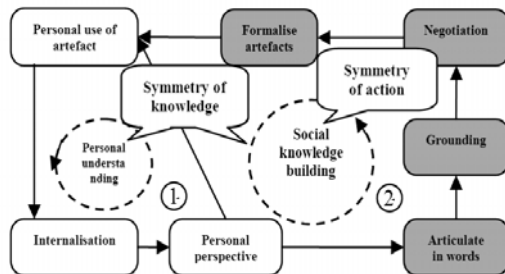 Personal use of
artefact
Formalise
artefacts
Negotiation
Symmetry of
knowledge
Symmetry
of action
Personal
understa
nding
Social
knowledge
building
Grounding
1
2
Internalisation
Personal
perspective
Articulate
in words